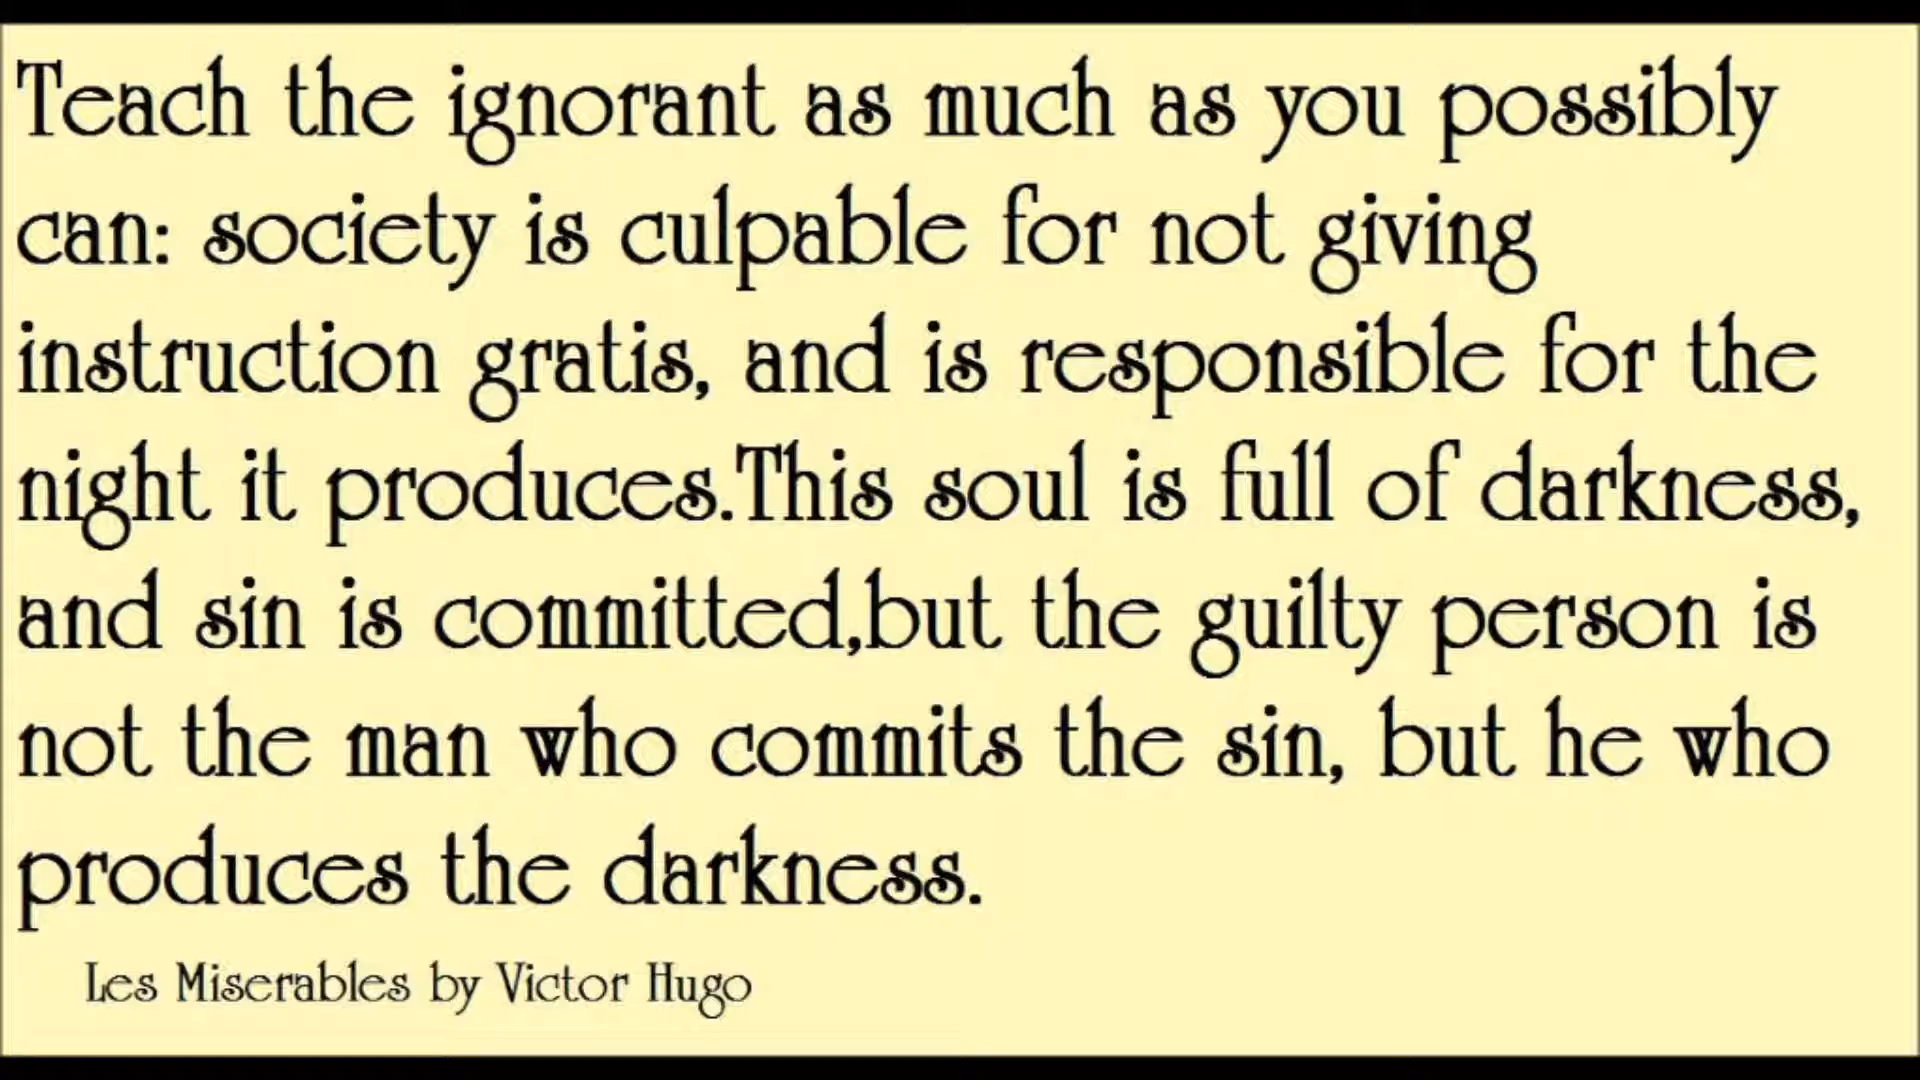 Teach the ignorant as much as you possibly
can: society is culpable for not giving
instruction gratis, and is responsible for the
night it produces.This soul is full of darkness,
and sin is committed,but the guilty person is
not the man who commits the sin, but he who
produces the darkness.
Les Miserables by Victor Hugo